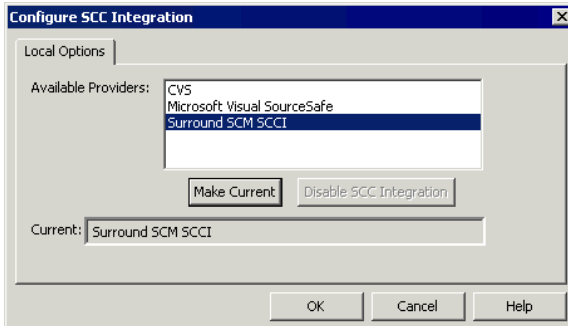 Configure SCC Integration
Local Options
Available Providers:
CVS
Microsoft Visual SourceSafe
Surround SCM SCCI
Make Current
Disable SCC Integration
Current: Surround SCM SCCI
OK
Cancel
Help